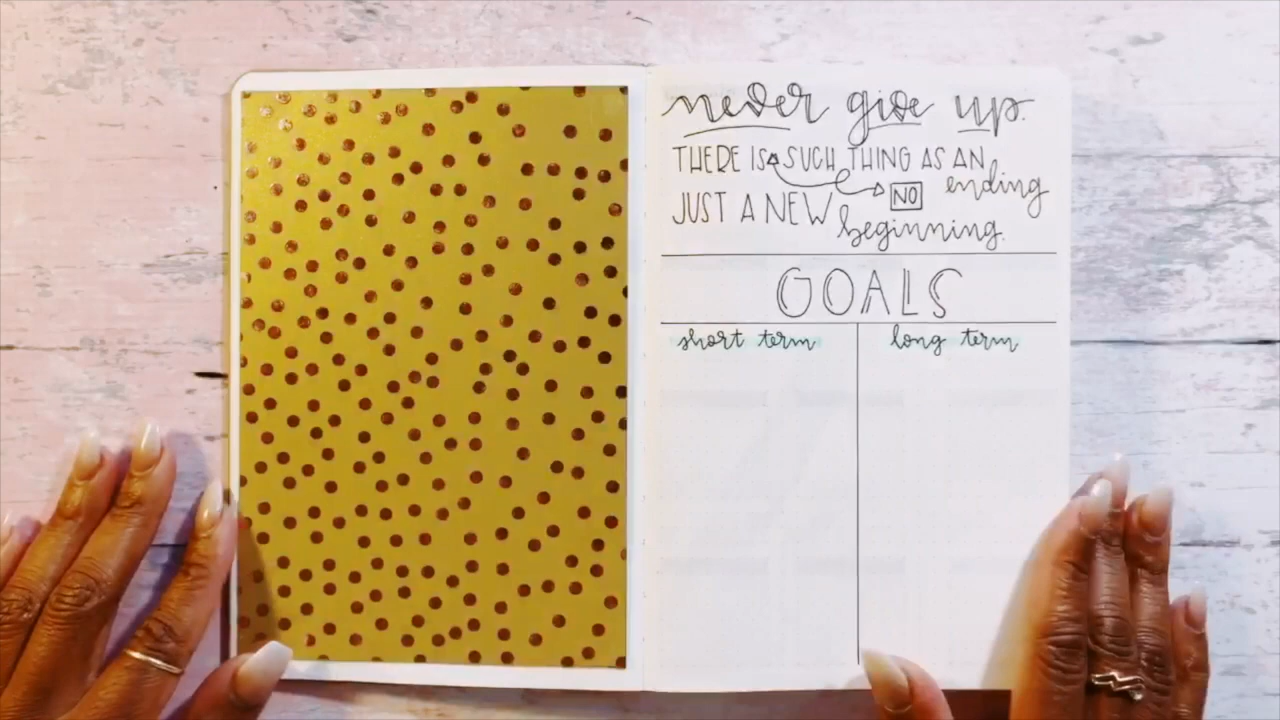 never give up.
THERE IS SUCH THING AS AN ending
NO
JUST A NEW beginning.
GOALS
short term long term